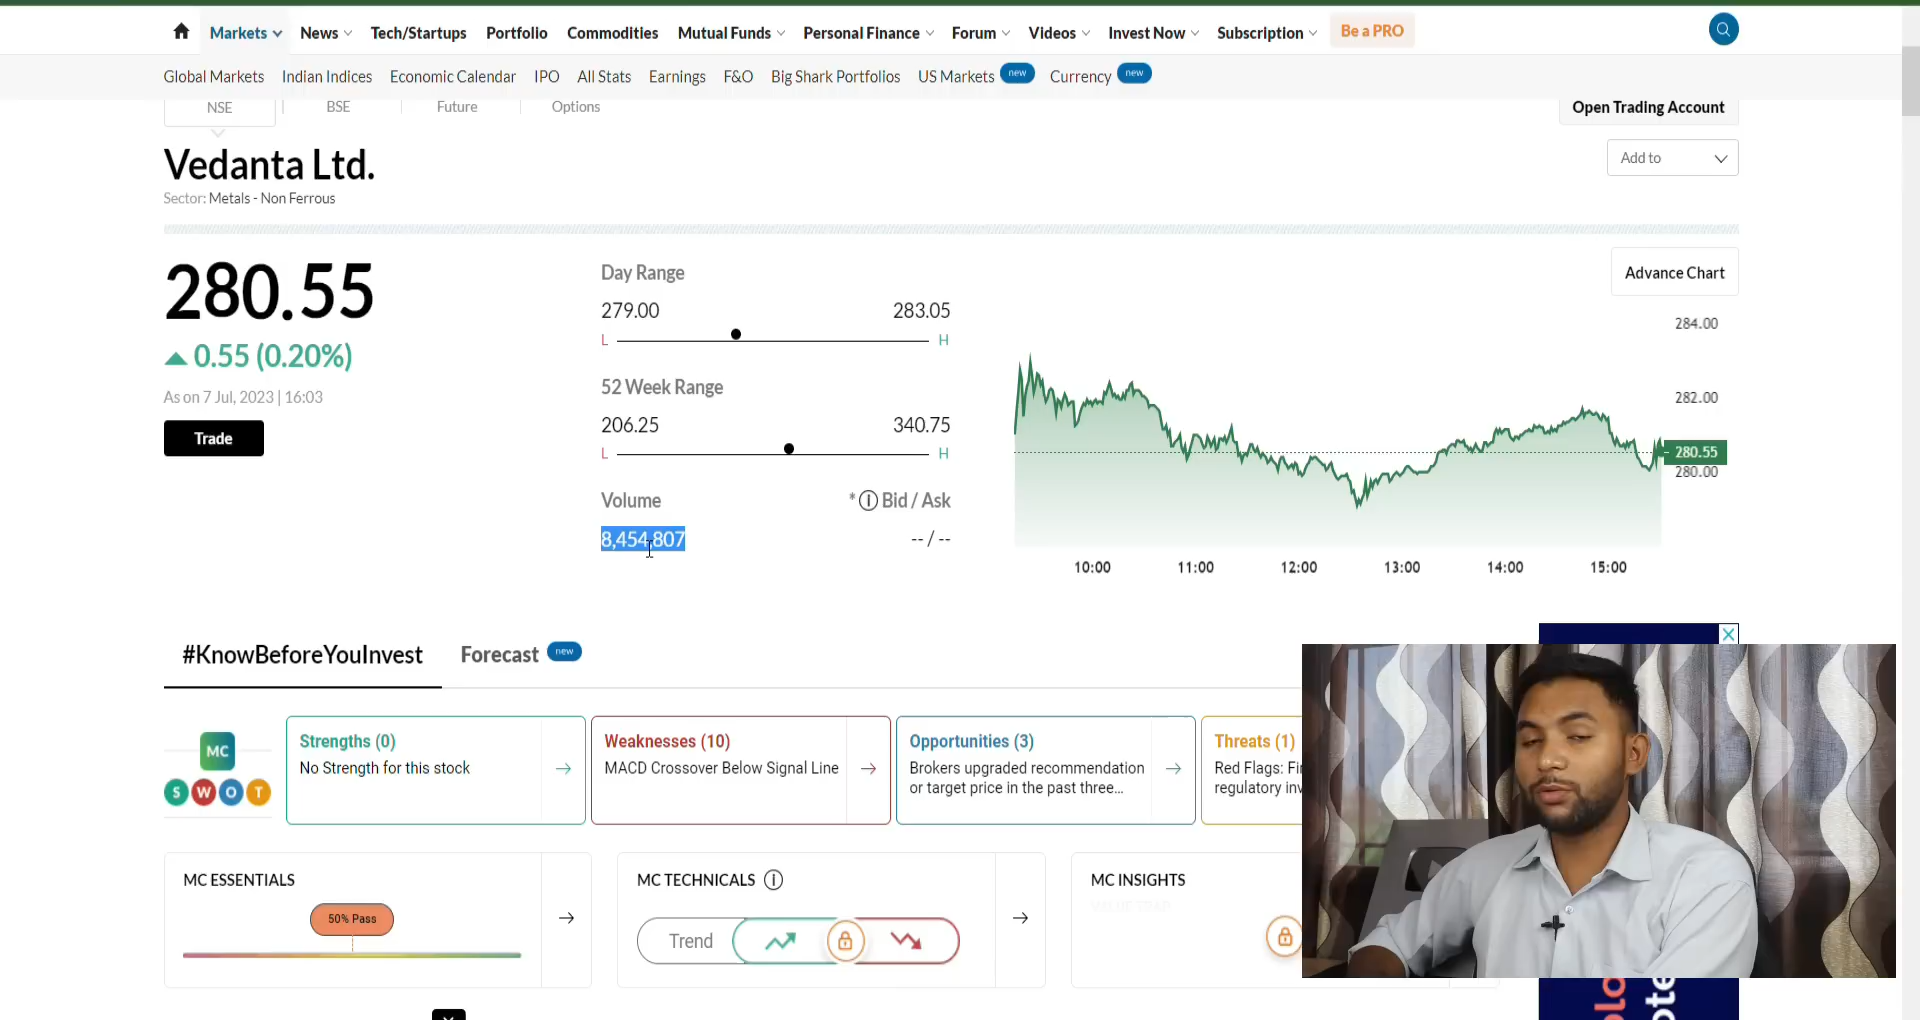 Markets News Tech/Startups Portfolio Commodities Mutual Funds Personal Finance Forum Videos Invest Now Subscription Be a PRO
Global Markets Indian Indices Economic Calendar IPO All Stats Earnings F&O Big Shark Portfolios US Markets new Currency new
NSE BSE Future Options
Open Trading Account
Vedanta Ltd.
Add to
Sector: Metals - Non Ferrous
280.55
0.55 (0.20%)
As on 7 Jul, 2023 | 16:03
Trade
Day Range
279.00 283.05
L H
52 Week Range
206.25 340.75
L H
Volume * i Bid / Ask
8,454,807 -- / --
Advance Chart
284.00
282.00
280.55
280.00
10:00 11:00 12:00 13:00 14:00 15:00
#KnowBeforeYouInvest Forecast new
MC
S W O T
Strengths (0)
No Strength for this stock
Weaknesses (10)
MACD Crossover Below Signal Line
Opportunities (3)
Brokers upgraded recommendation
or target price in the past three...
Threats (1)
Red Flags:
regulatory
MC ESSENTIALS
50% Pass
MC TECHNICALS i
Trend
MC INSIGHTS